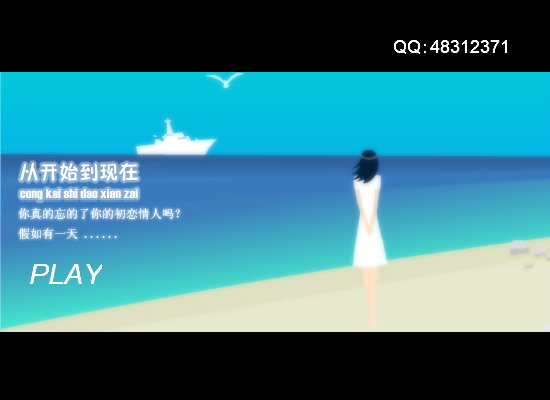 QQ:48312371
从开始到现在
cong kai shi dao xian zai
你真的忘的了你的初恋情人吗?
假如有一天 ......
PLAY